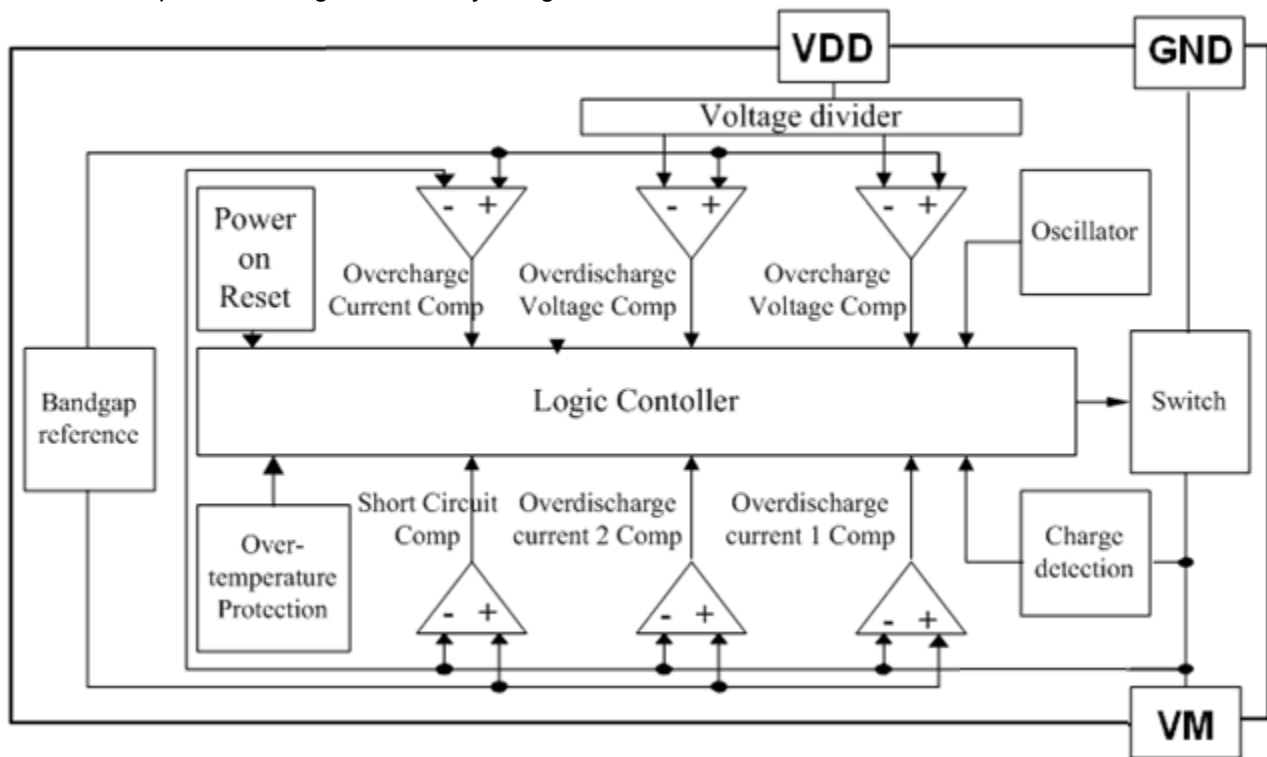 VDD
GND
Voltage divider
- +
- +
- +
Power
on
Reset
Oscillator
Overcharge
Current Comp
Overdischarge
Voltage Comp
Overcharge
Voltage Comp
Bandgap
reference
Logic Contoller
Switch
Over-
temperature
Protection
Short Circuit
Comp
Overdischarge
current 2 Comp
Overdischarge
current 1 Comp
Charge
detection
- +
- +
- +
VM